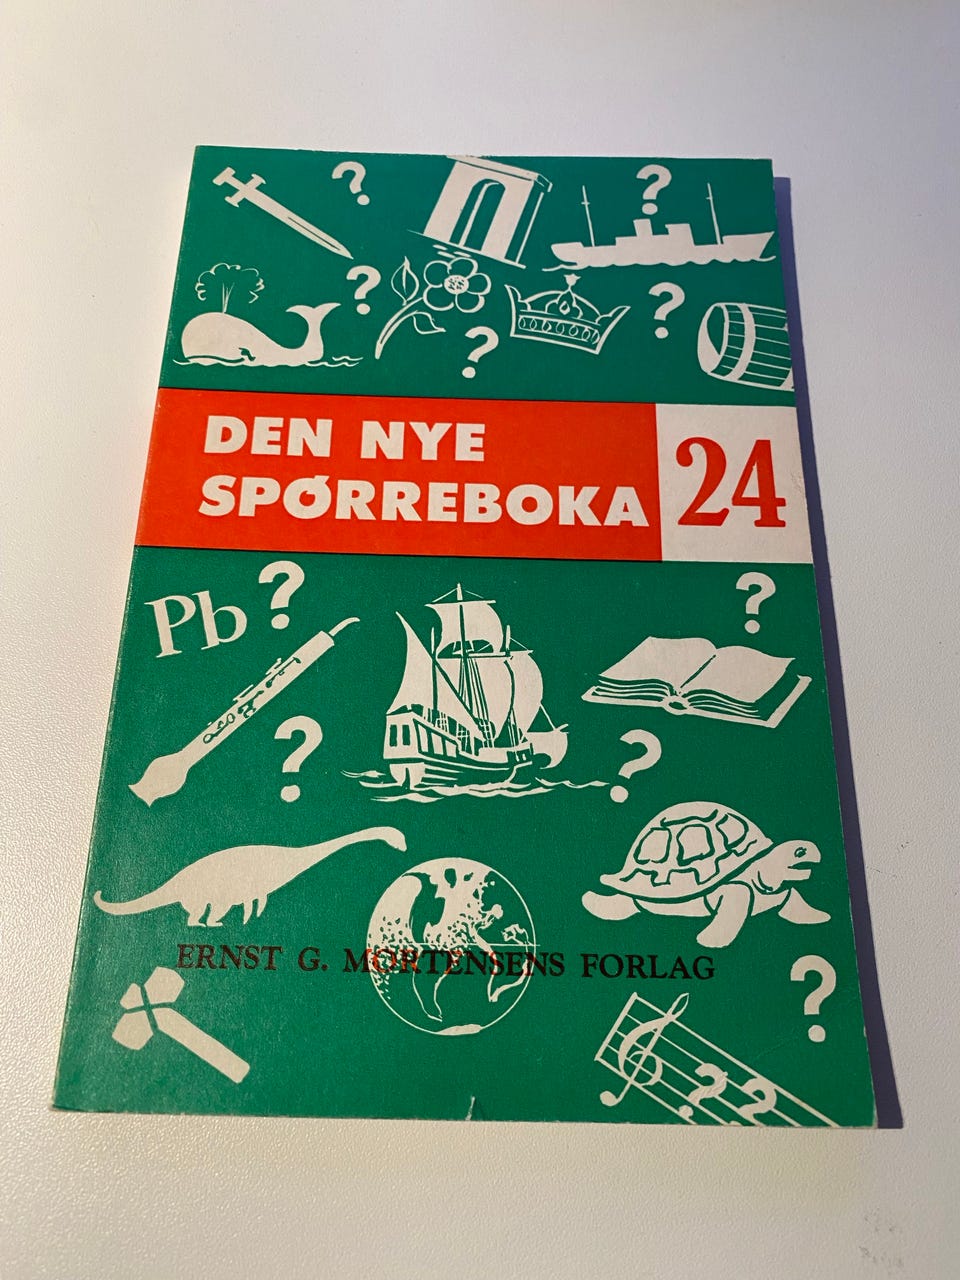 ? ?
? ?
?
DEN NYE
SPØRREBOKA
24
Pb ? ?
? ?
ERNST G. MORTENSENS FORLAG
?
? ?